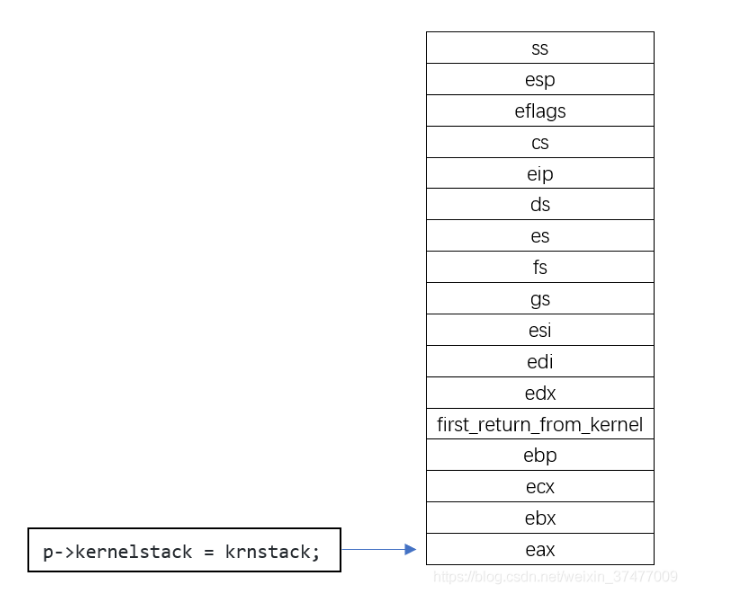 ss
esp
eflags
cs
eip
ds
es
fs
gs
esi
edi
edx
first_return_from_kernel
ebp
ecx
ebx
p->kernelstack = krnstack;
eax
https://blog.csdn.net/weixin_37477009